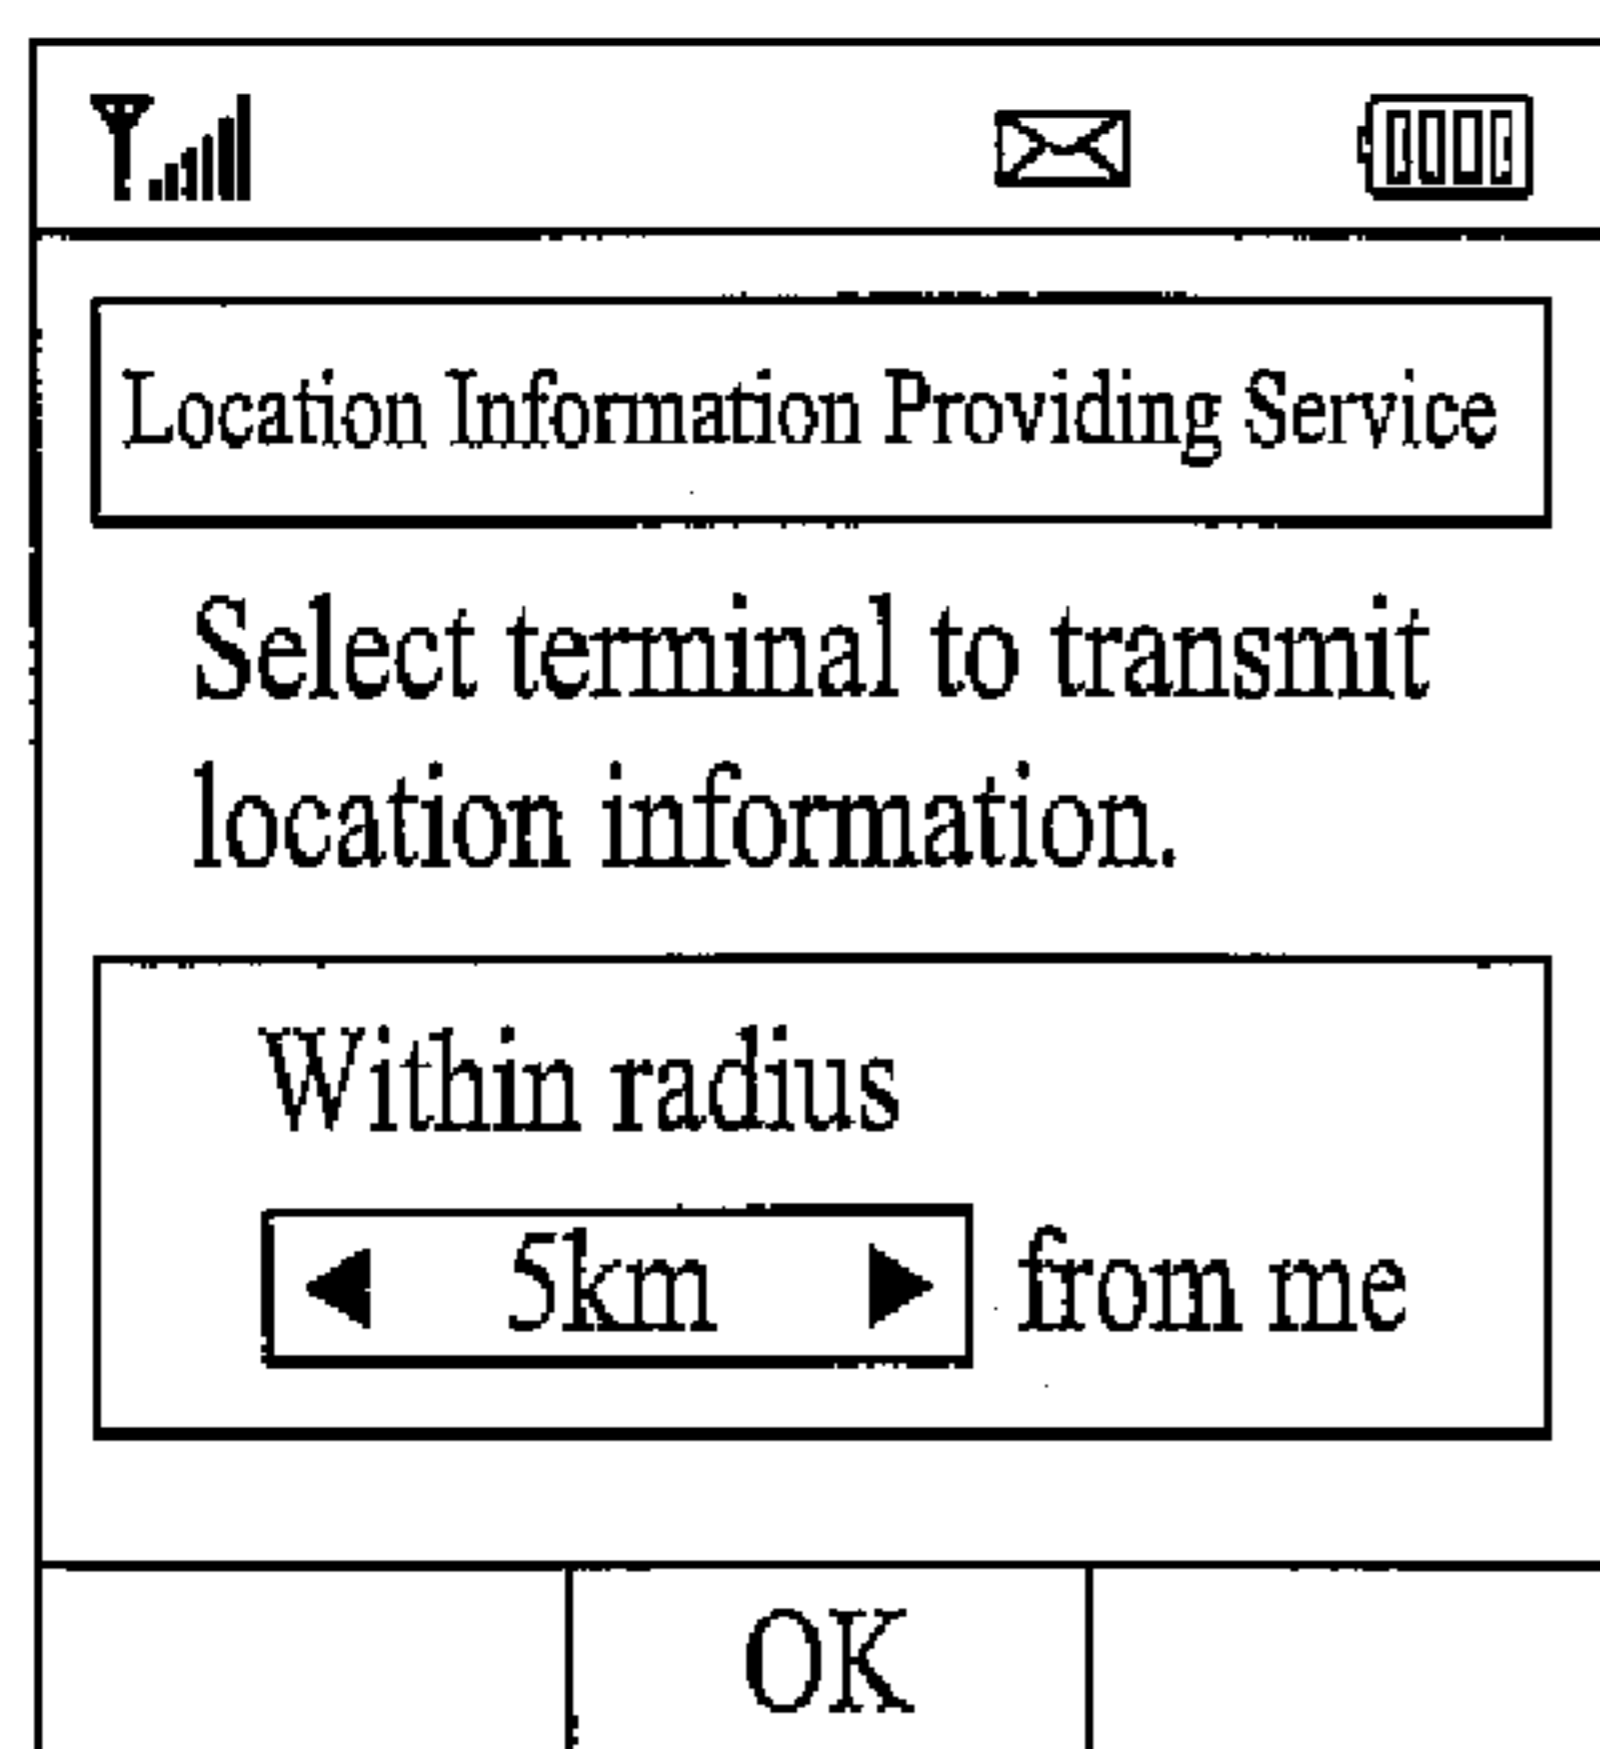 Location Information Providing Service
Select terminal to transmit
location information.
Within radius
5km from me
OK